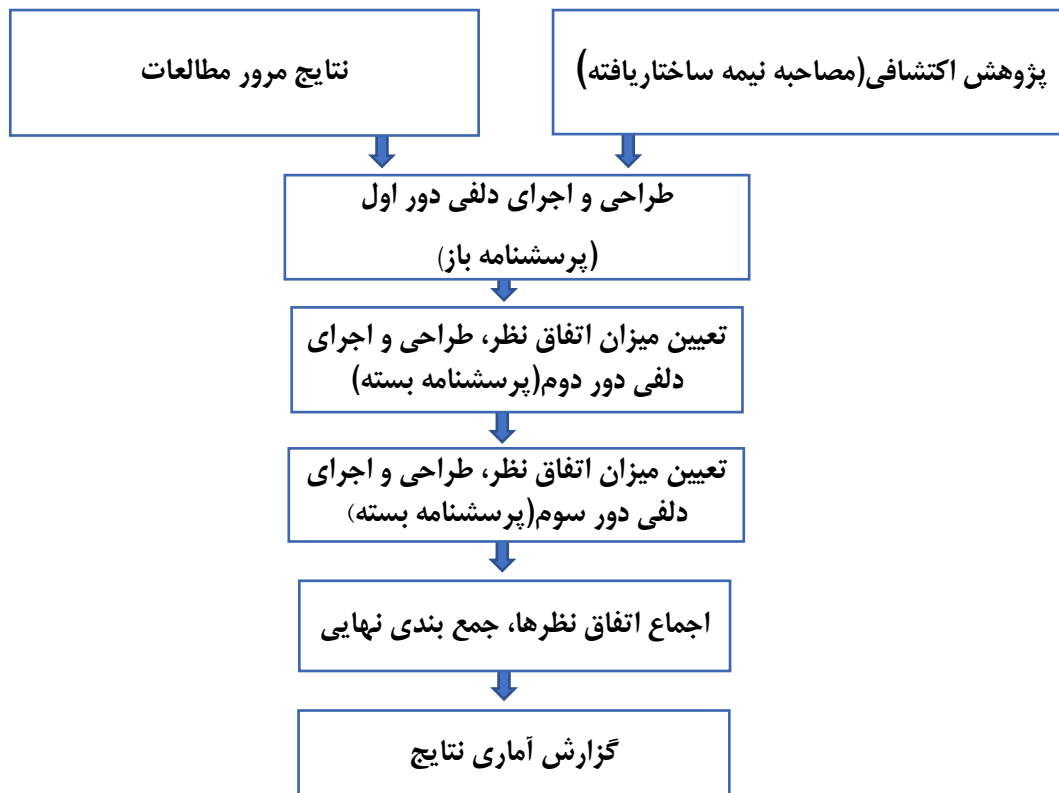 پژوهش اکتشافی(مصاحبه نیمه ساختاریافته)
نتایج مرور مطالعات
طراحی و اجرای دلفی دور اول
(پرسشنامه باز)
تعیین میزان اتفاق نظر، طراحی و اجرای
دلفی دور دوم(پرسشنامه بسته)
تعیین میزان اتفاق نظر، طراحی و اجرای
دلفی دور سوم(پرسشنامه بسته)
اجماع اتفاق نظرها، جمع بندی نهایی
گزارش آماری نتایج